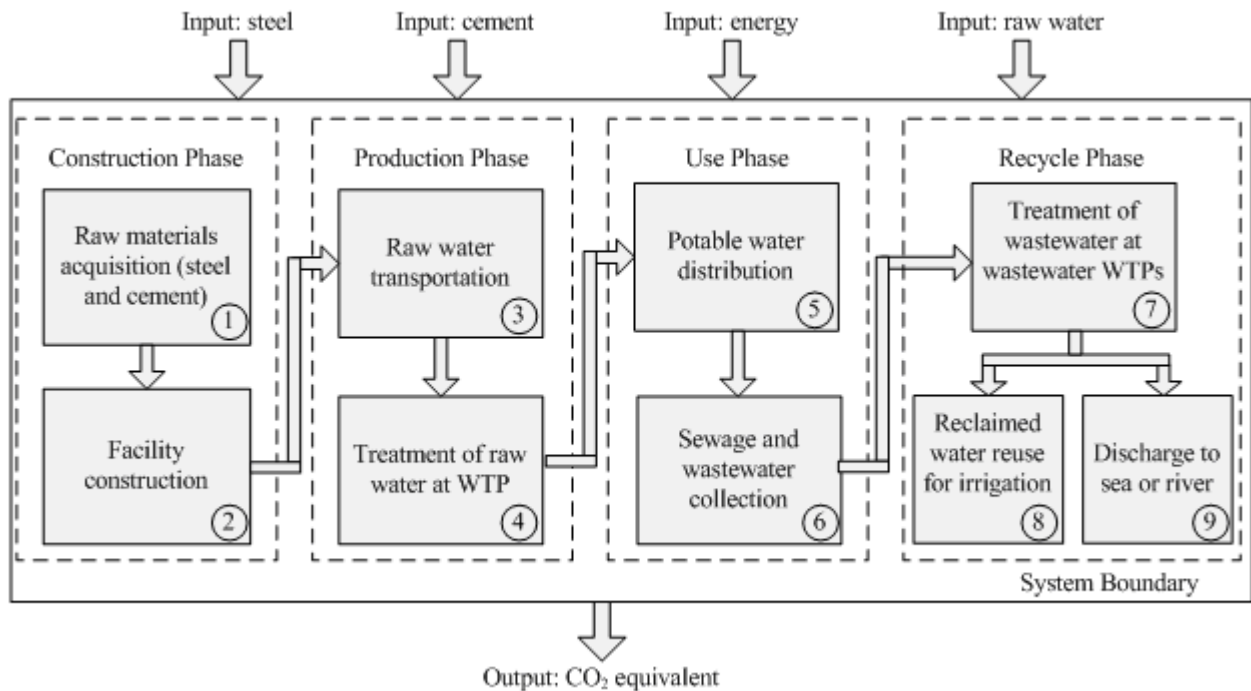 Input: steel
Input: cement
Input: energy
Input: raw water
Construction Phase
Raw materials
acquisition (steel
and cement)
1
Facility
construction
2
Production Phase
Raw water
transportation
3
Treatment of raw
water at WTP
4
Use Phase
Potable water
distribution
5
Sewage and
wastewater
collection
6
Recycle Phase
Treatment of
wastewater at
wastewater WTPs
7
Reclaimed
water reuse
for irrigation
8
Discharge to
sea or river
9
System Boundary
Output: CO₂ equivalent